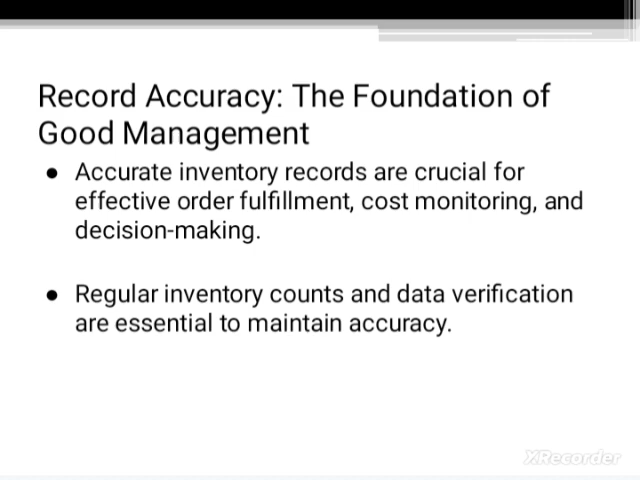 Record Accuracy: The Foundation of
Good Management
● Accurate inventory records are crucial for
effective order fulfillment, cost monitoring, and
decision-making.
● Regular inventory counts and data verification
are essential to maintain accuracy.
XRecorder